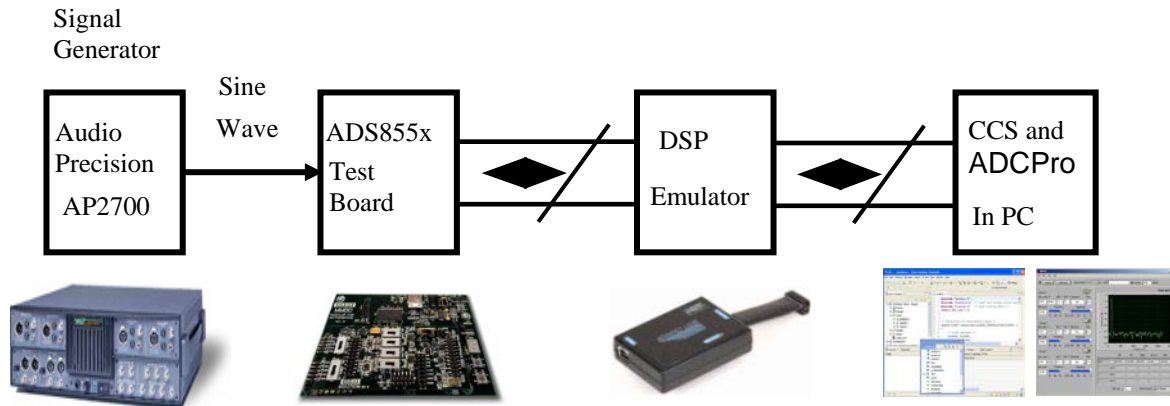 Signal
Generator
Audio
Precision
AP2700
Sine
Wave
ADS855x
Test
Board
DSP
Emulator
CCS and
ADCPro
In PC